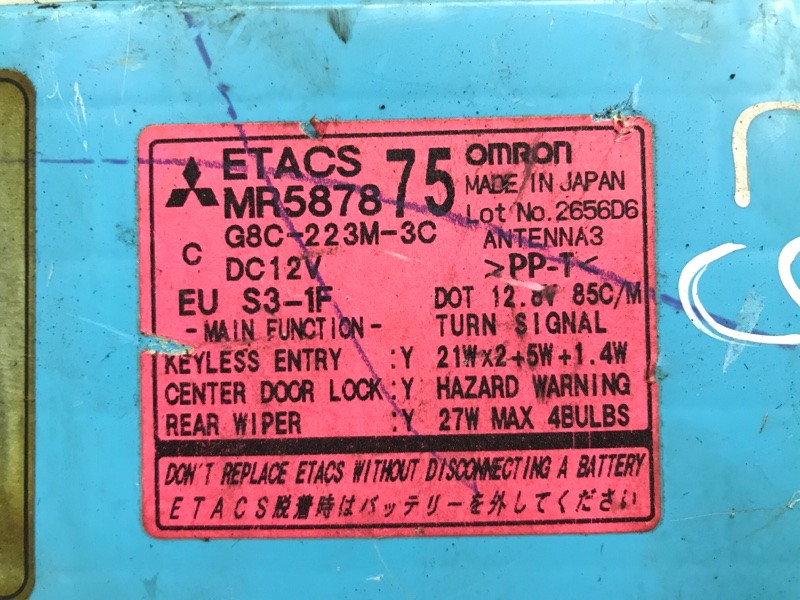 ETACS 75 OMRON
MR5878 MADE IN JAPAN
Lot No. 2656D6
C G8C-223M-3C ANTENNA3
DC12V >PP-T<
EU S3-1F DOT 12.8V 85C/M
-MAIN FUNCTION- TURN SIGNAL
KEYLESS ENTRY :Y 21W×2+5W+1.4W
CENTER DOOR LOCK :Y HAZARD WARNING
REAR WIPER :Y 27W MAX 4BULBS
DON'T REPLACE ETACS WITHOUT DISCONNECTING A BATTERY
ETACS脱着時はバッテリーを外してください